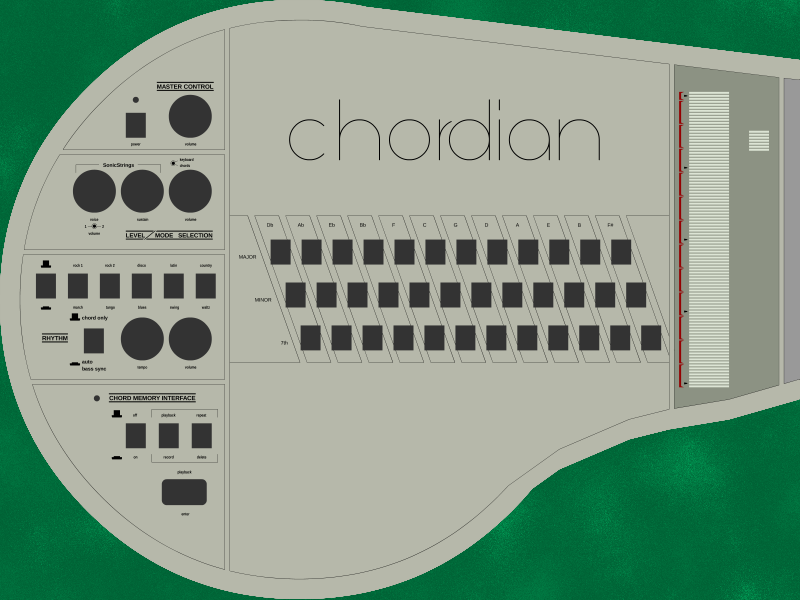 MASTER CONTROL
power
volume
chordian
SonicStrings
keyboard
chords
voice
sustain
volume
1
2
volume
LEVEL/MODE SELECTION
Db
Ab
Eb
Bb
F
C
G
D
A
E
B
F#
MAJOR
MINOR
7th
rock 1
rock 2
disco
latin
country
march
tango
blues
swing
waltz
chord only
RHYTHM
auto
bass sync
tempo
volume
CHORD MEMORY INTERFACE
off
playback
repeat
on
record
delete
playback
enter